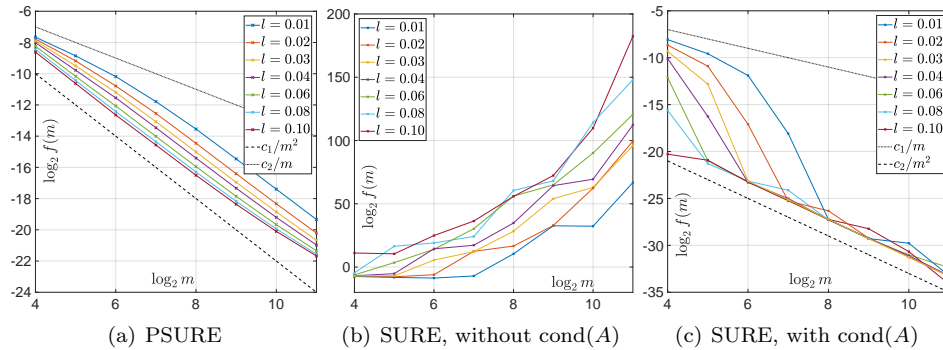 -6
-8
-10
-12
-14
-16
-18
-20
-22
-24
log₂ f(m)
log₂ m
4 6 8 10
l = 0.01
l = 0.02
l = 0.03
l = 0.04
l = 0.06
l = 0.08
l = 0.10
c₁/m²
c₂/m
(a) PSURE
200
150
100
50
0
log₂ f(m)
log₂ m
4 6 8 10
l = 0.01
l = 0.02
l = 0.03
l = 0.04
l = 0.06
l = 0.08
l = 0.10
(b) SURE, without cond(A)
-5
-10
-15
-20
-25
-30
-35
log₂ f(m)
log₂ m
4 6 8 10
l = 0.01
l = 0.02
l = 0.03
l = 0.04
l = 0.06
l = 0.08
l = 0.10
c₁/m
c₂/m²
(c) SURE, with cond(A)